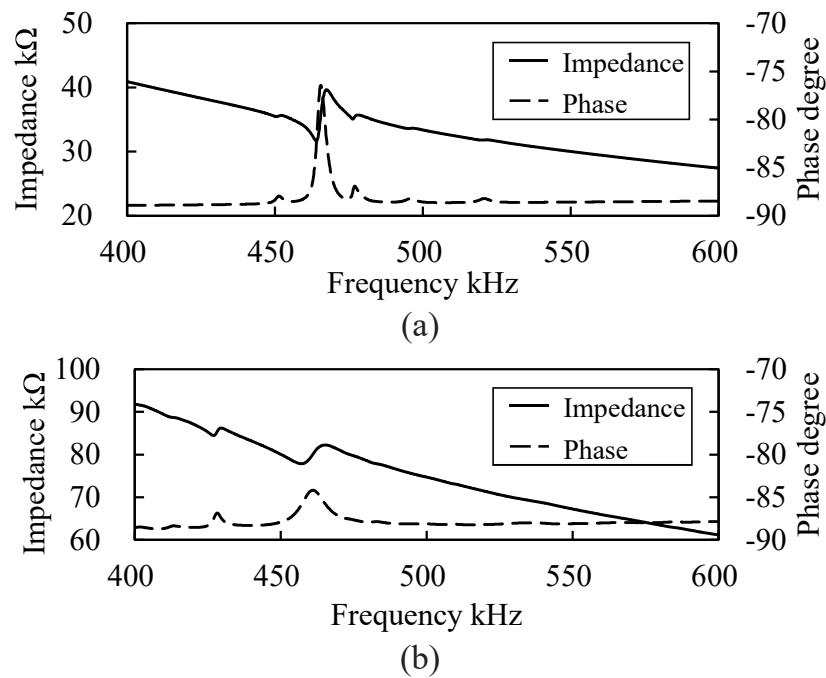 50
40
30
20
Impedance kΩ
-70
-75
-80
-85
-90
Phase degree
Impedance
Phase
400 450 500 550 600
Frequency kHz
(a)
100
90
80
70
60
Impedance kΩ
-70
-75
-80
-85
-90
Phase degree
Impedance
Phase
400 450 500 550 600
Frequency kHz
(b)